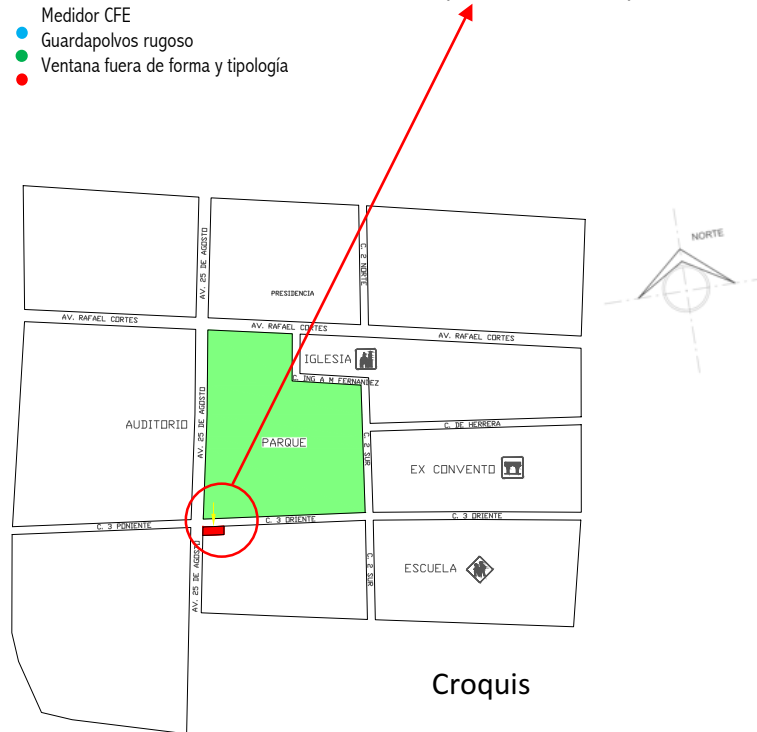 Medidor CFE
Guardapolvos rugoso
Ventana fuera de forma y tipología
NORTE
AV. 25 DE AGOSTO
C. 2 NORTE
PRESIDENCIA
AV. RAFAEL CORTES
AV. RAFAEL CORTES
AV. RAFAEL CORTES
IGLESIA
C. ING A M FERNANDEZ
AV. 25 DE AGOSTO
AUDITORIO
PARQUE
C. DE HERRERA
C. 2 SUR
EX CONVENTO
C. 3 PONIENTE
C. 3 ORIENTE
C. 3 ORIENTE
AV. 25 DE AGOSTO
C. 2 SUR
ESCUELA
Croquis